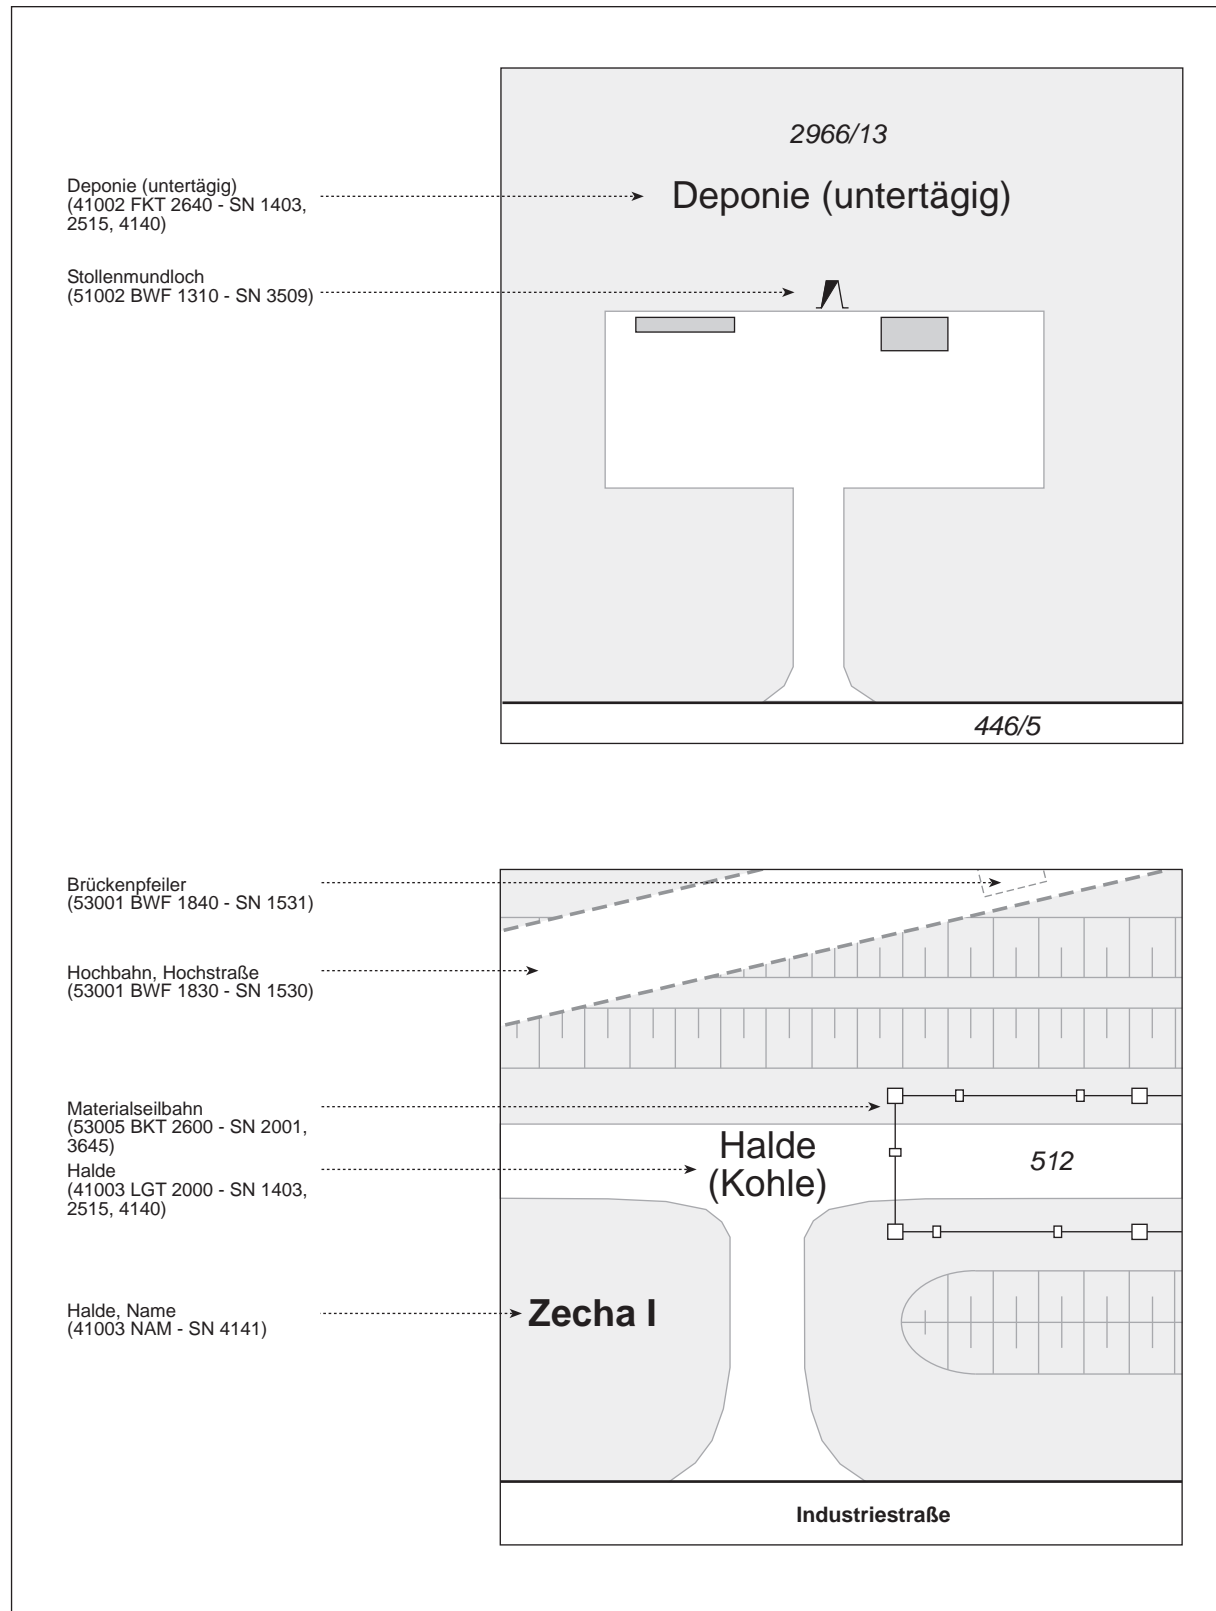 2966/13
Deponie (untertägig)
(41002 FKT 2640 - SN 1403,
2515, 4140)
Deponie (untertägig)
Stollenmundloch
(51002 BWF 1310 - SN 3509)
446/5
Brückenpfeiler
(53001 BWF 1840 - SN 1531)
Hochbahn, Hochstraße
(53001 BWF 1830 - SN 1530)
Materialseilbahn
(53005 BKT 2600 - SN 2001,
3645)
Halde
(41003 LGT 2000 - SN 1403,
2515, 4140)
Halde
(Kohle)
512
Halde, Name
(41003 NAM - SN 4141)
Zecha I
Industriestraße